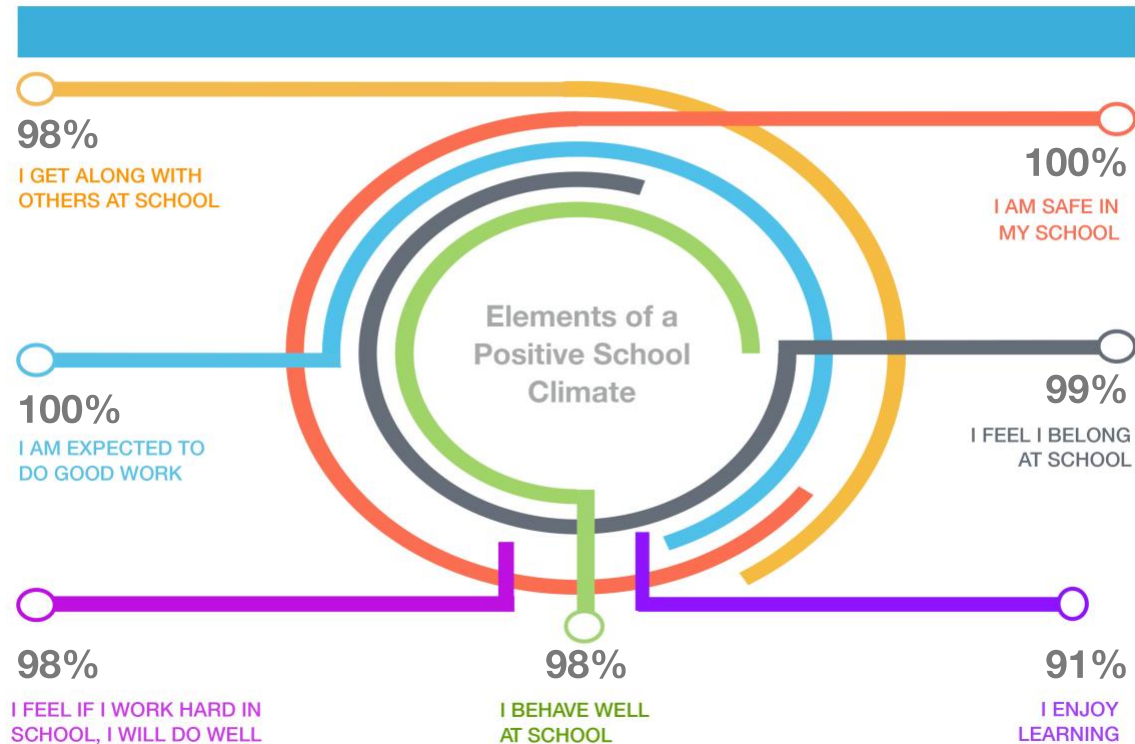 98%
I GET ALONG WITH
OTHERS AT SCHOOL
100%
I AM SAFE IN
MY SCHOOL
Elements of a
Positive School
Climate
100%
I AM EXPECTED TO
DO GOOD WORK
99%
I FEEL I BELONG
AT SCHOOL
98%
I FEEL IF I WORK HARD IN
SCHOOL, I WILL DO WELL
98%
I BEHAVE WELL
AT SCHOOL
91%
I ENJOY
LEARNING